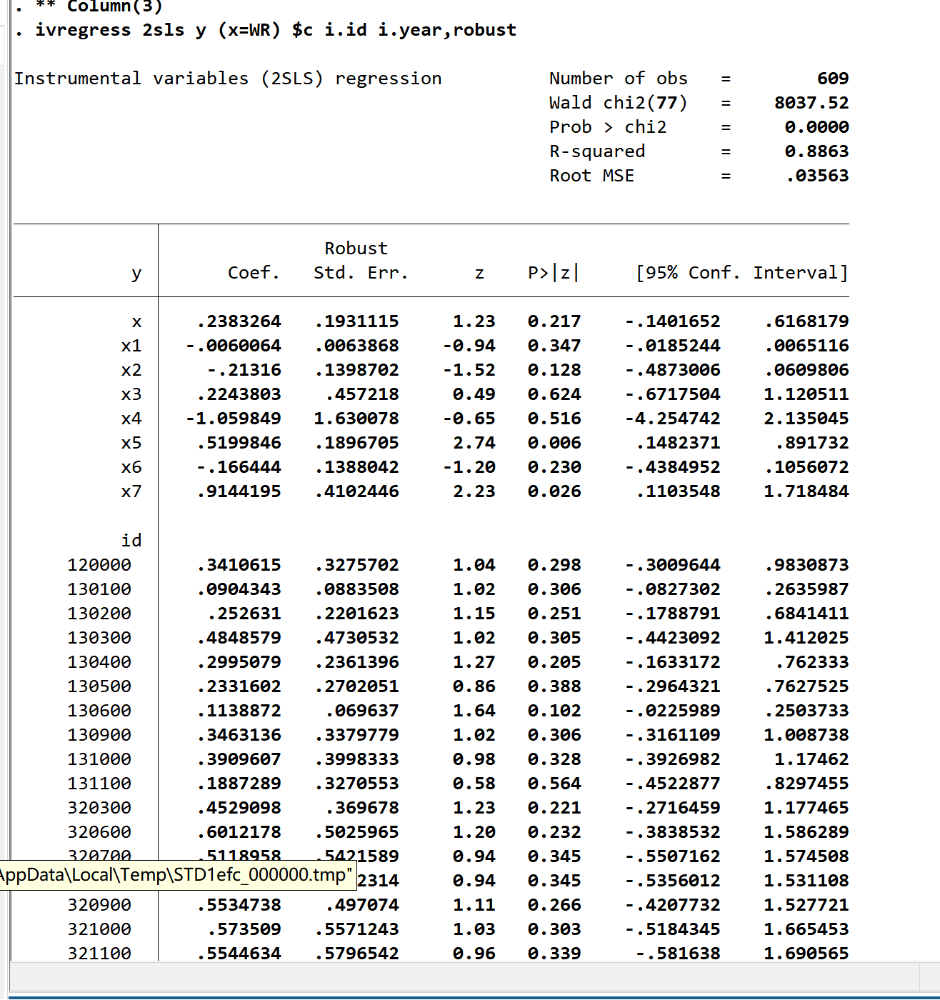 . ** Column(3)
. ivregress 2sls y (x=WR) $c i.id i.year,robust
Instrumental variables (2SLS) regression Number of obs = 609
Wald chi2(77) = 8037.52
Prob > chi2 = 0.0000
R-squared = 0.8863
Root MSE = .03563
Robust
y Coef. Std. Err. z P>|z| [95% Conf. Interval]
x .2383264 .1931115 1.23 0.217 -.1401652 .6168179
x1 -.0060064 .0063868 -0.94 0.347 -.0185244 .0065116
x2 -.21316 .1398702 -1.52 0.128 -.4873006 .0609806
x3 .2243803 .457218 0.49 0.624 -.6717504 1.120511
x4 -1.059849 1.630078 -0.65 0.516 -4.254742 2.135045
x5 .5199846 .1896705 2.74 0.006 .1482371 .891732
x6 -.166444 .1388042 -1.20 0.230 -.4384952 .1056072
x7 .9144195 .4102446 2.23 0.026 .1103548 1.718484
id
120000 .3410615 .3275702 1.04 0.298 -.3009644 .9830873
130100 .0904343 .0883508 1.02 0.306 -.0827302 .2635987
130200 .252631 .2201623 1.15 0.251 -.1788791 .6841411
130300 .4848579 .4730532 1.02 0.305 -.4423092 1.412025
130400 .2995079 .2361396 1.27 0.205 -.1633172 .762333
130500 .2331602 .2702051 0.86 0.388 -.2964321 .7627525
130600 .1138872 .069637 1.64 0.102 -.0225989 .2503733
130900 .3463136 .3379779 1.02 0.306 -.3161109 1.008738
131000 .3909607 .3998333 0.98 0.328 -.3926982 1.17462
131100 .1887289 .3270553 0.58 0.564 -.4522877 .8297455
320300 .4529098 .369678 1.23 0.221 -.2716459 1.177465
320600 .6012178 .5025965 1.20 0.232 -.3838532 1.586289
320700 .5118958 .5421589 0.94 0.345 -.5507162 1.574508
AppData\Local\Temp\STD1efc_000000.tmp" 2314 0.94 0.345 -.5356012 1.531108
320900 .5534738 .497074 1.11 0.266 -.4207732 1.527721
321000 .573509 .5571243 1.03 0.303 -.5184345 1.665453
321100 .5544634 .5796542 0.96 0.339 -.581638 1.690565